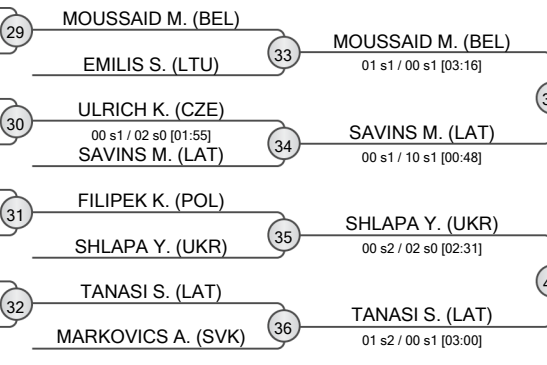 29
MOUSSAID M. (BEL)
EMILIS S. (LTU)
33
MOUSSAID M. (BEL)
01 s1 / 00 s1 [03:16]
30
ULRICH K. (CZE)
00 s1 / 02 s0 [01:55]
SAVINS M. (LAT)
34
SAVINS M. (LAT)
00 s1 / 10 s1 [00:48]
31
FILIPEK K. (POL)
SHLAPA Y. (UKR)
35
SHLAPA Y. (UKR)
00 s2 / 02 s0 [02:31]
32
TANASI S. (LAT)
MARKOVICS A. (SVK)
36
TANASI S. (LAT)
01 s2 / 00 s1 [03:00]